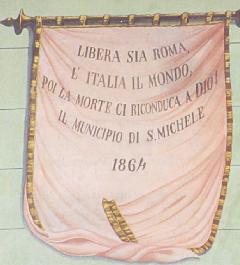 LIBERA SIA ROMA,
E' ITALIA IL MONDO,
POI LA MORTE CI RICONDUCA A DIO!
IL MUNICIPIO DI S. MICHELE
1864